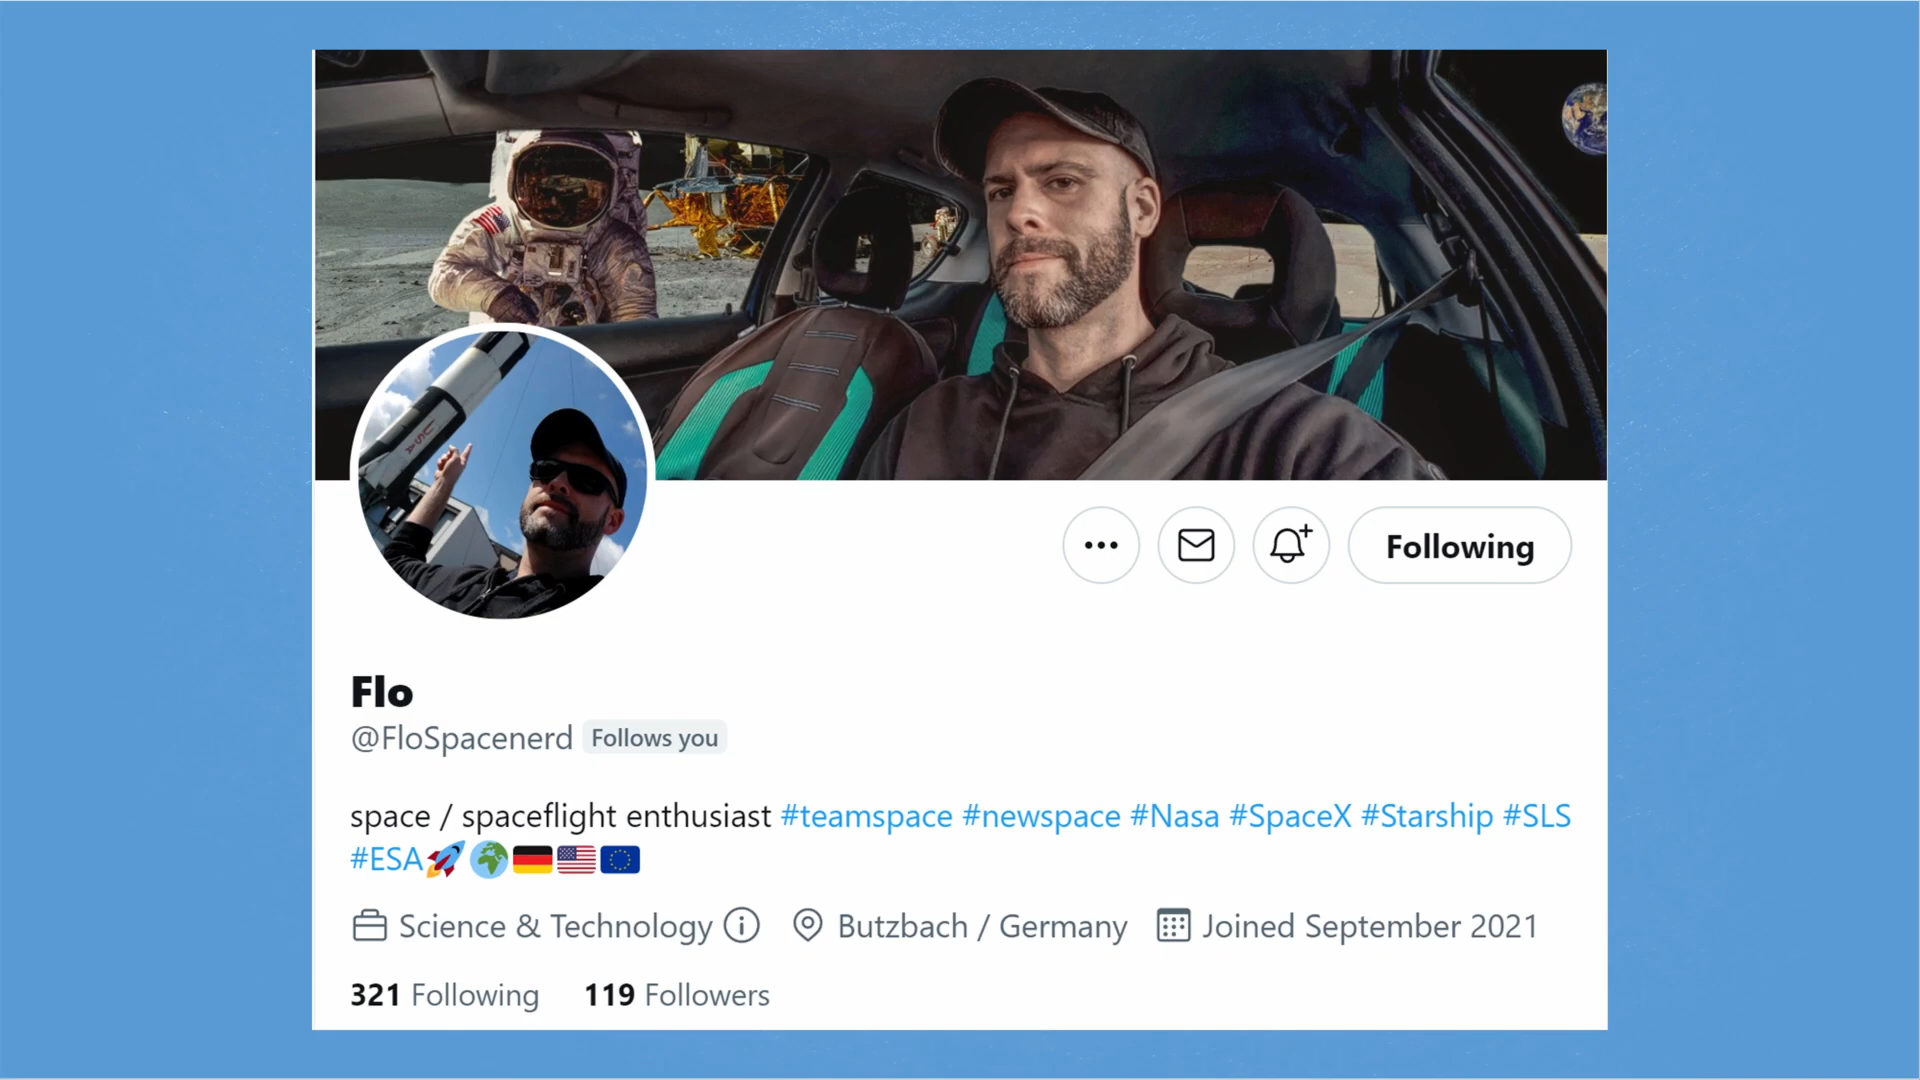 USA
Following
Flo
@FloSpacenerd Follows you
space / spaceflight enthusiast #teamspace #newspace #Nasa #SpaceX #Starship #SLS
#ESA🚀🌍🇩🇪🇺🇸🇪🇺
Science & Technology Butzbach / Germany Joined September 2021
321 Following 119 Followers